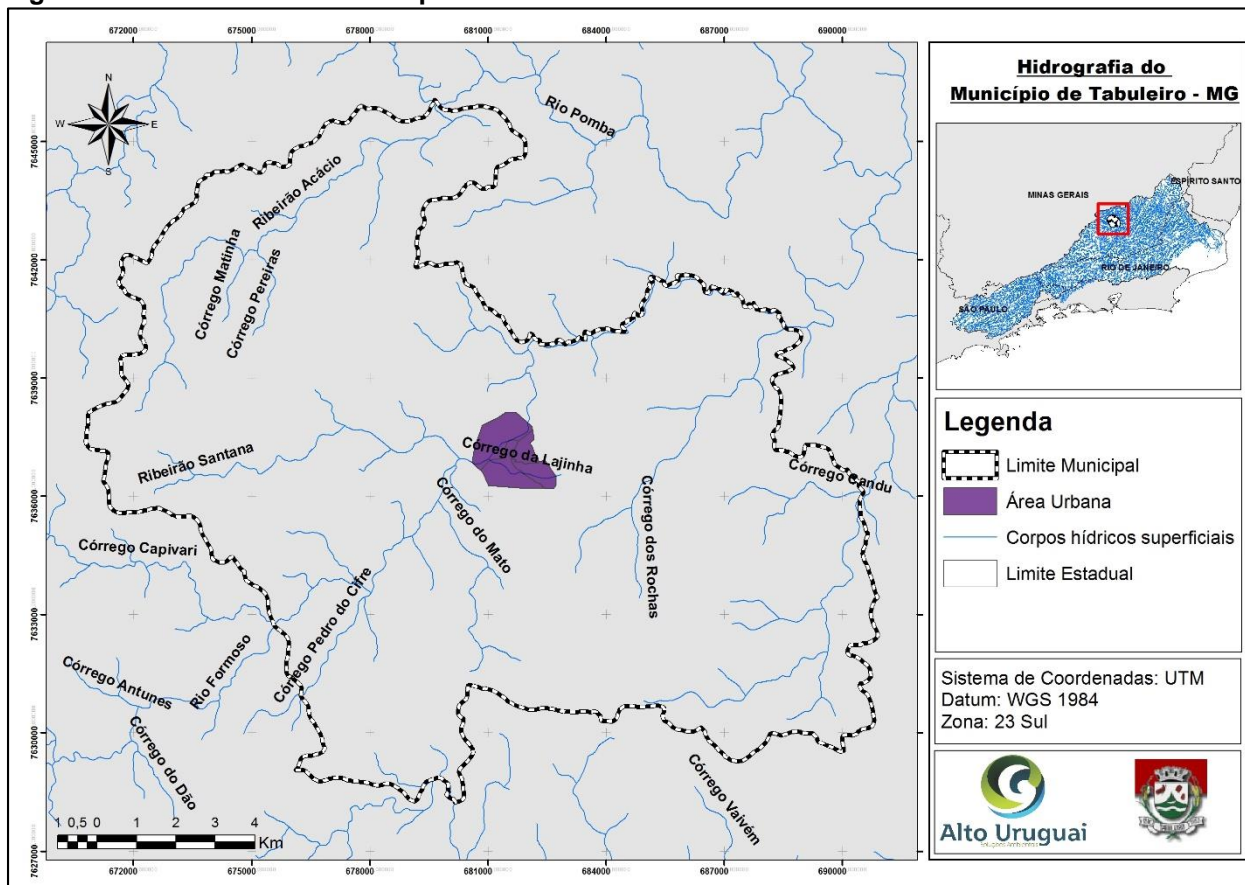 672000 675000 678000 681000 684000 687000 690000
7645000
7642000
7639000
7636000
7633000
7630000
7627000
N
W E
S
Rio Pomba
Ribeirão Acácio
Córrego Matinha
Córrego Pereiras
Ribeirão Santana
Córrego da Lajinha
Córrego Candu
Córrego do Mato
Córrego dos Rochas
Córrego Capivari
Córrego Pedro do Cifre
Rio Formoso
Córrego Antunes
Córrego do Dão
Córrego Vaivém
1 0,5 0 1 2 3 4
Km
672000 675000 678000 681000 684000 687000 690000
Hidrografia do
Município de Tabuleiro - MG
ESPÍRITO SANTO
MINAS GERAIS
RIO DE JANEIRO
SÃO PAULO
Legenda
Limite Municipal
Área Urbana
Corpos hídricos superficiais
Limite Estadual
Sistema de Coordenadas: UTM
Datum: WGS 1984
Zona: 23 Sul
Alto Uruguai
Soluções Ambientais